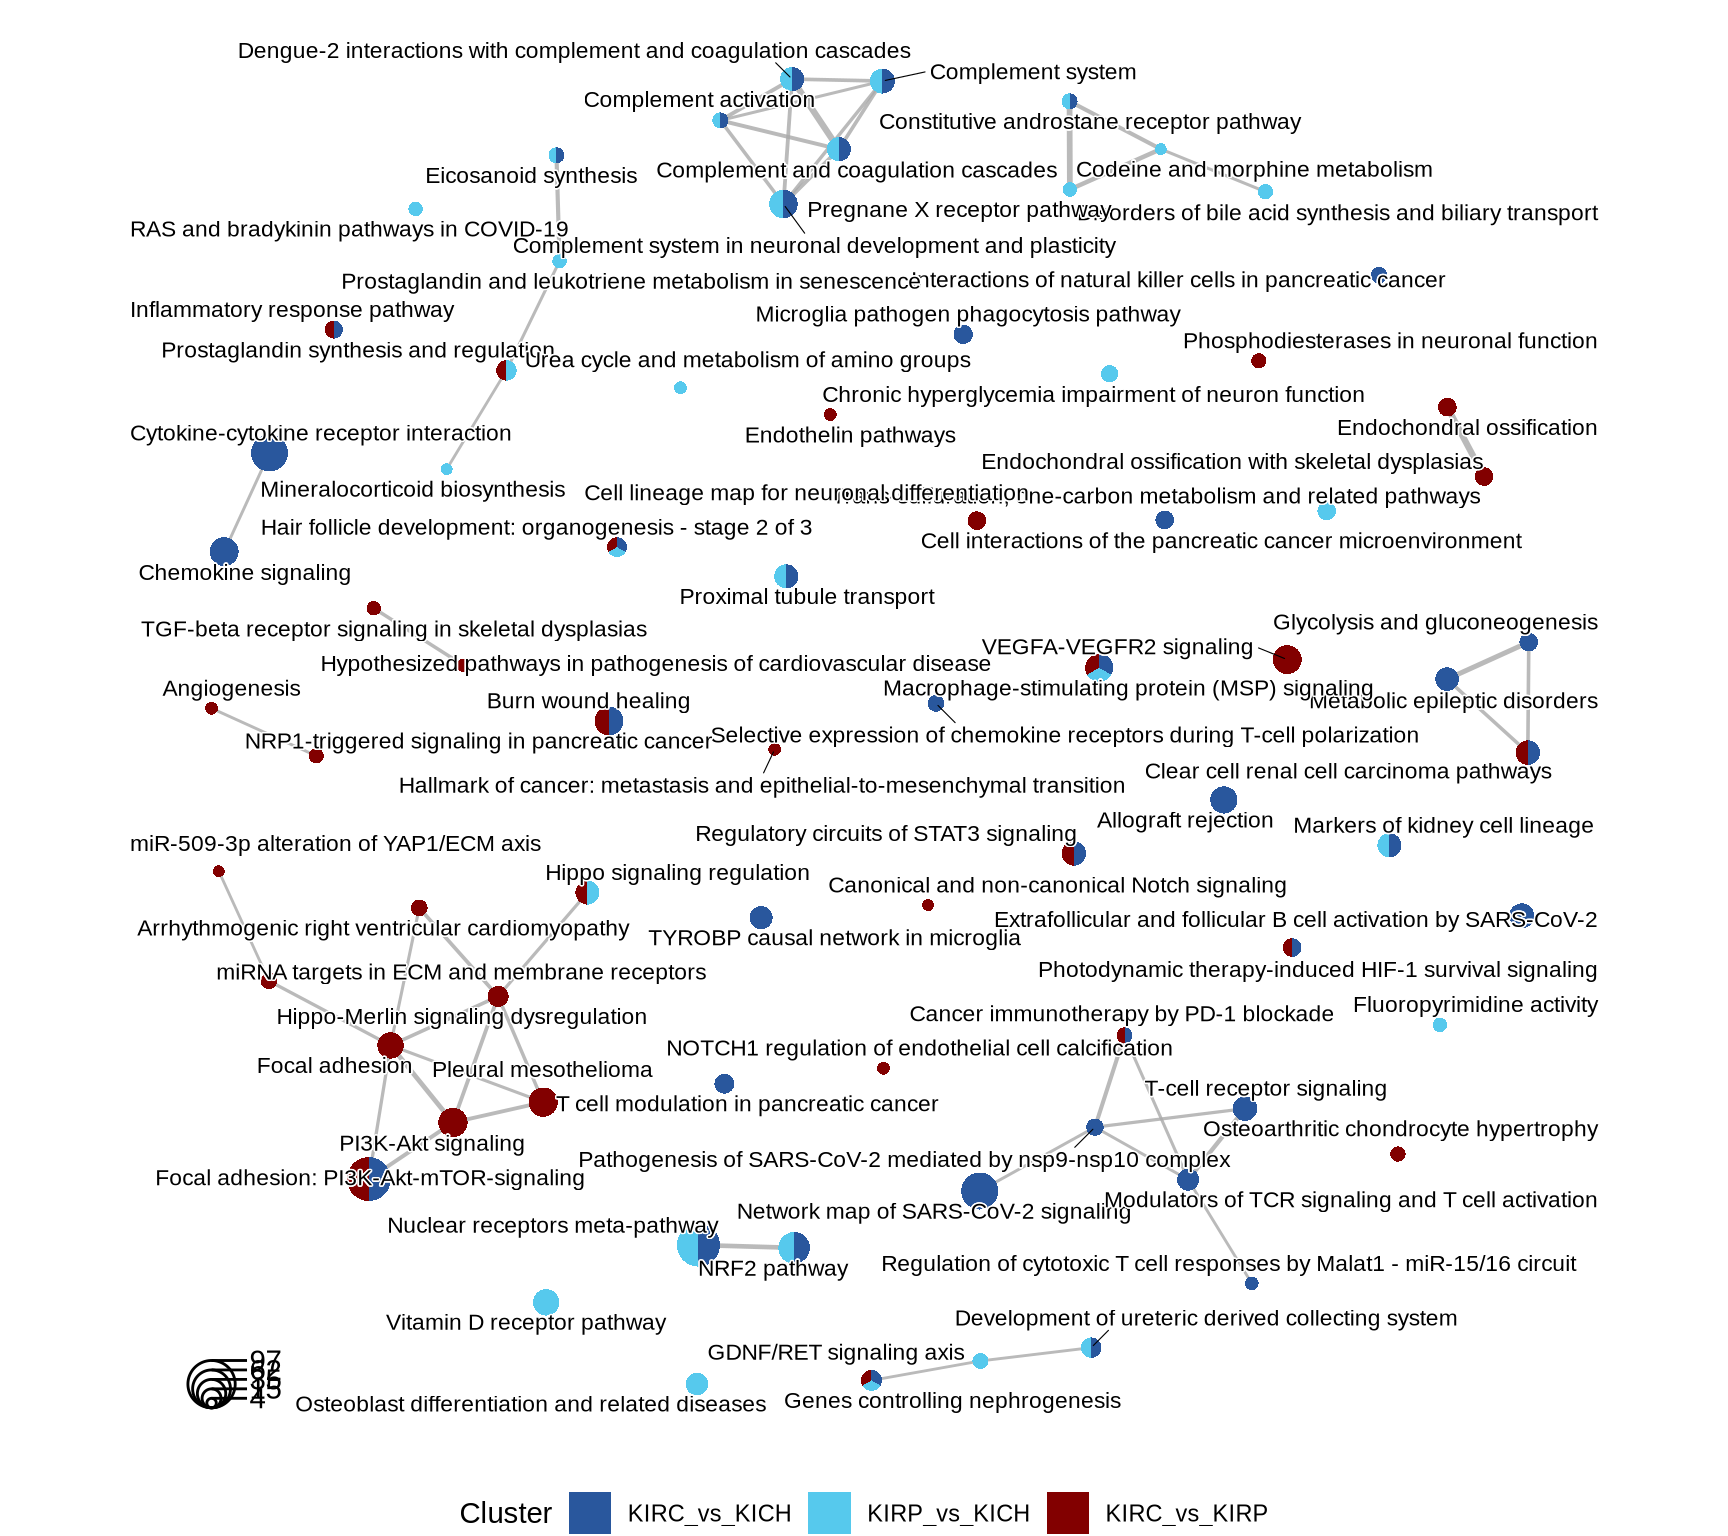 Dengue-2 interactions with complement and coagulation cascades
Complement system
Complement activation
Constitutive androstane receptor pathway
Complement and coagulation cascades
Codeine and morphine metabolism
Eicosanoid synthesis
Pregnane X receptor pathway
of bile acid synthesis and biliary transport
RAS and bradykinin pathways in COVID-19
Complement system in neuronal development and plasticity
Prostaglandin and leukotriene metabolism in senescence
Interactions of natural killer cells in pancreatic cancer
Inflammatory response pathway
Microglia pathogen phagocytosis pathway
Phosphodiesterases in neuronal function
Prostaglandin synthesis and regulation
Urea cycle and metabolism of amino groups
Chronic hyperglycemia impairment of neuron function
Cytokine-cytokine receptor interaction
Endothelin pathways
Endochondral ossification
Endochondral ossification with skeletal dysplasias
Mineralocorticoid biosynthesis
Cell lineage map for neuronal differentiation
one-carbon metabolism and related pathways
Hair follicle development: organogenesis - stage 2 of 3
Cell interactions of the pancreatic cancer microenvironment
Chemokine signaling
Proximal tubule transport
TGF-beta receptor signaling in skeletal dysplasias
Glycolysis and gluconeogenesis
VEGFA-VEGFR2 signaling
Hypothesized pathways in pathogenesis of cardiovascular disease
Angiogenesis
Macrophage-stimulating protein (MSP) signaling
Burn wound healing
Metabolic epileptic disorders
NRP1-triggered signaling in pancreatic cancer
Selective expression of chemokine receptors during T-cell polarization
Clear cell renal cell carcinoma pathways
Hallmark of cancer: metastasis and epithelial-to-mesenchymal transition
Allograft rejection
Markers of kidney cell lineage
Regulatory circuits of STAT3 signaling
miR-509-3p alteration of YAP1/ECM axis
Hippo signaling regulation
Canonical and non-canonical Notch signaling
Extrafollicular and follicular B cell activation by SARS-CoV-2
Arrhythmogenic right ventricular cardiomyopathy
TYROBP causal network in microglia
Photodynamic therapy-induced HIF-1 survival signaling
miRNA targets in ECM and membrane receptors
Fluoropyrimidine activity
Cancer immunotherapy by PD-1 blockade
Hippo-Merlin signaling dysregulation
NOTCH1 regulation of endothelial cell calcification
Focal adhesion
Pleural mesothelioma
T-cell receptor signaling
T cell modulation in pancreatic cancer
Osteoarthritic chondrocyte hypertrophy
PI3K-Akt signaling
Pathogenesis of SARS-CoV-2 mediated by nsp9-nsp10 complex
Focal adhesion: PI3K-Akt-mTOR-signaling
Modulators of TCR signaling and T cell activation
Network map of SARS-CoV-2 signaling
Nuclear receptors meta-pathway
NRF2 pathway
Regulation of cytotoxic T cell responses by Malat1 - miR-15/16 circuit
Vitamin D receptor pathway
Development of ureteric derived collecting system
GDNF/RET signaling axis
Genes controlling nephrogenesis
Osteoblast differentiation and related diseases
97
4
Cluster KIRC_vs_KICH KIRP_vs_KICH KIRC_vs_KIRP